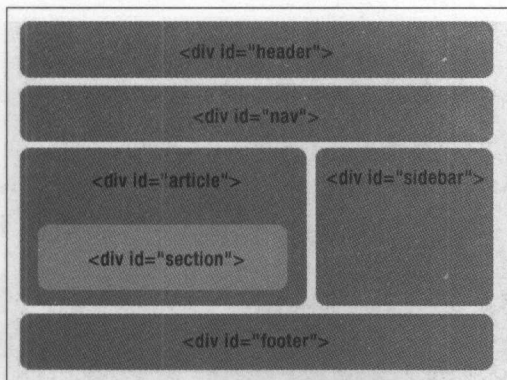 <div id="header">
<div id="nav">
<div id="article">
<div id="sidebar">
<div id="section">
<div id="footer">